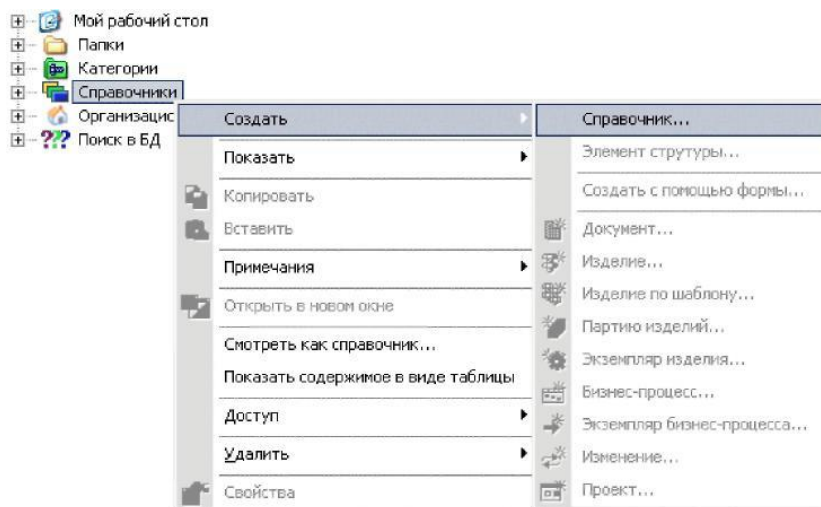 Мой рабочий стол
Папки
Категории
Справочники
Организацис
??? Поиск в БД
Создать
Показать
Копировать
Вставить
Примечания
Открыть в новом окне
Смотреть как справочник...
Показать содержимое в виде таблицы
Доступ
Удалить
Свойства
Справочник...
Элемент струтуры...
Создать с помощью формы...
Документ...
Изделие...
Изделие по шаблону...
Партию изделий...
Экземпляр изделия...
Бизнес-процесс...
Экземпляр бизнес-процесса...
Изменение...
Проект...